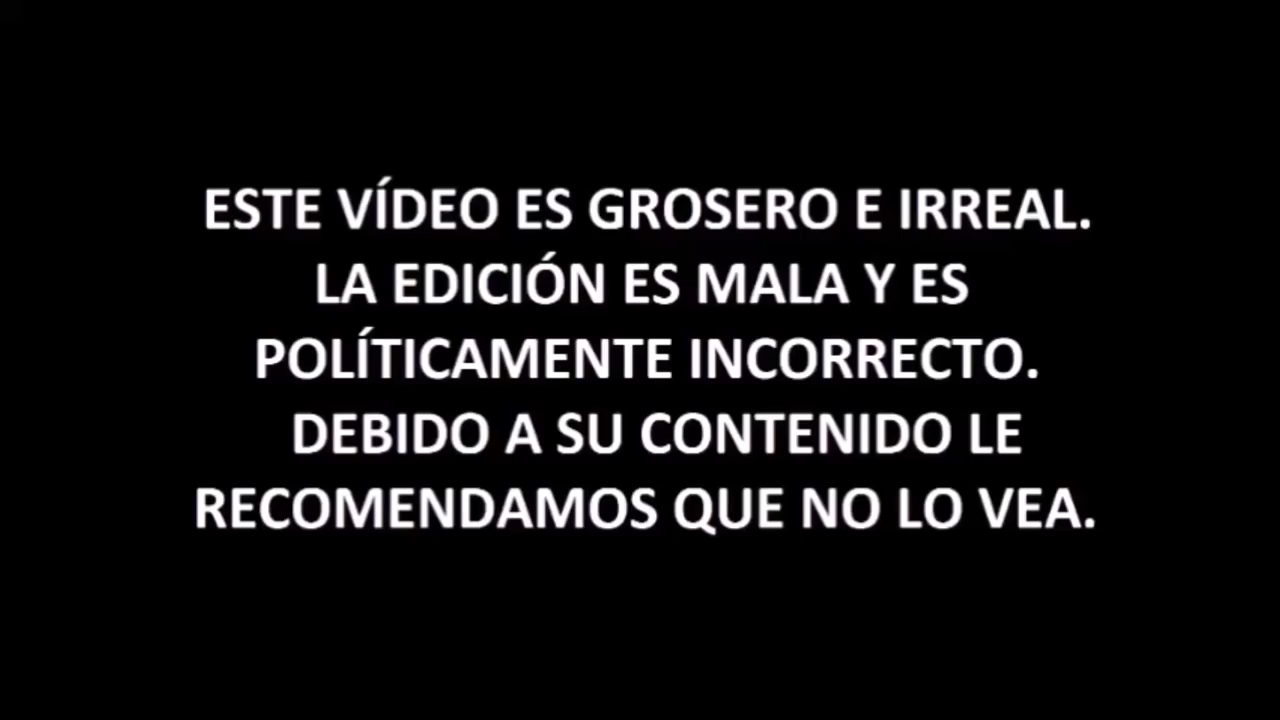 ESTE VÍDEO ES GROSERO E IRREAL.
LA EDICIÓN ES MALA Y ES
POLÍTICAMENTE INCORRECTO.
DEBIDO A SU CONTENIDO LE
RECOMENDAMOS QUE NO LO VEA.